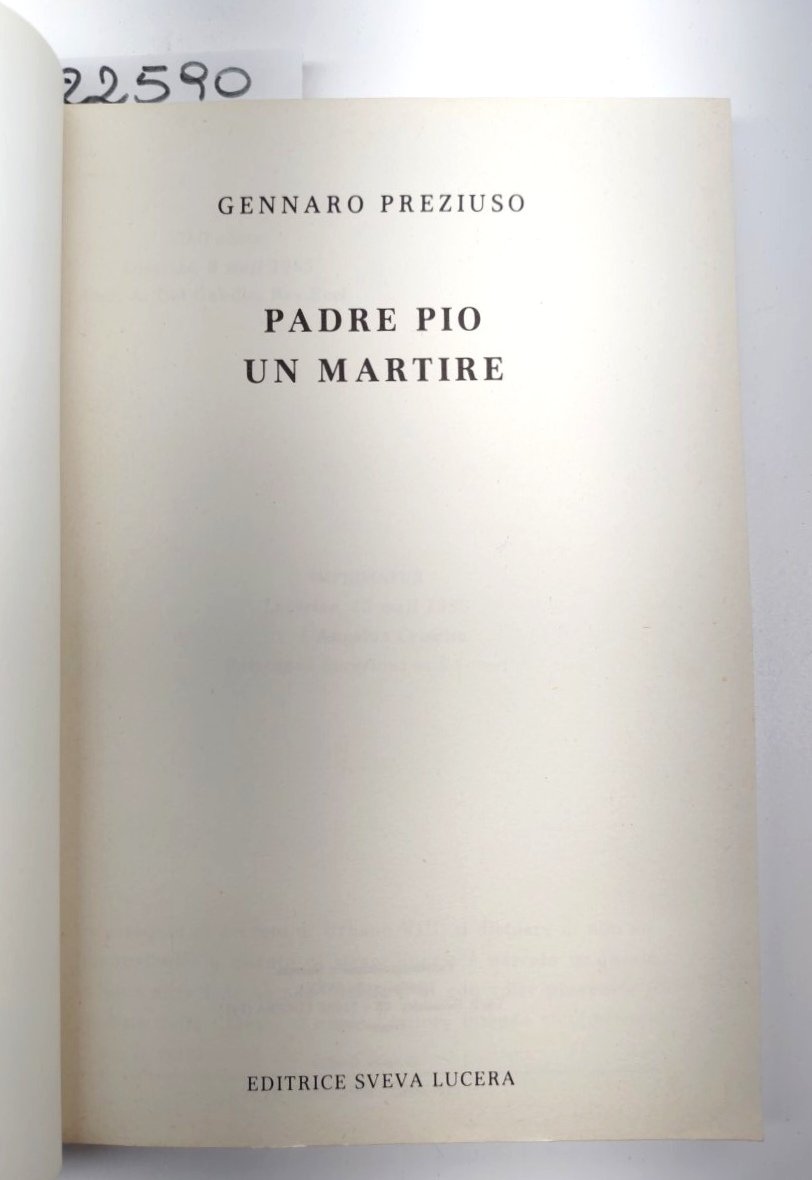 22590
GENNARO PREZIUSO
PADRE PIO
UN MARTIRE
EDITRICE SVEVA LUCERA